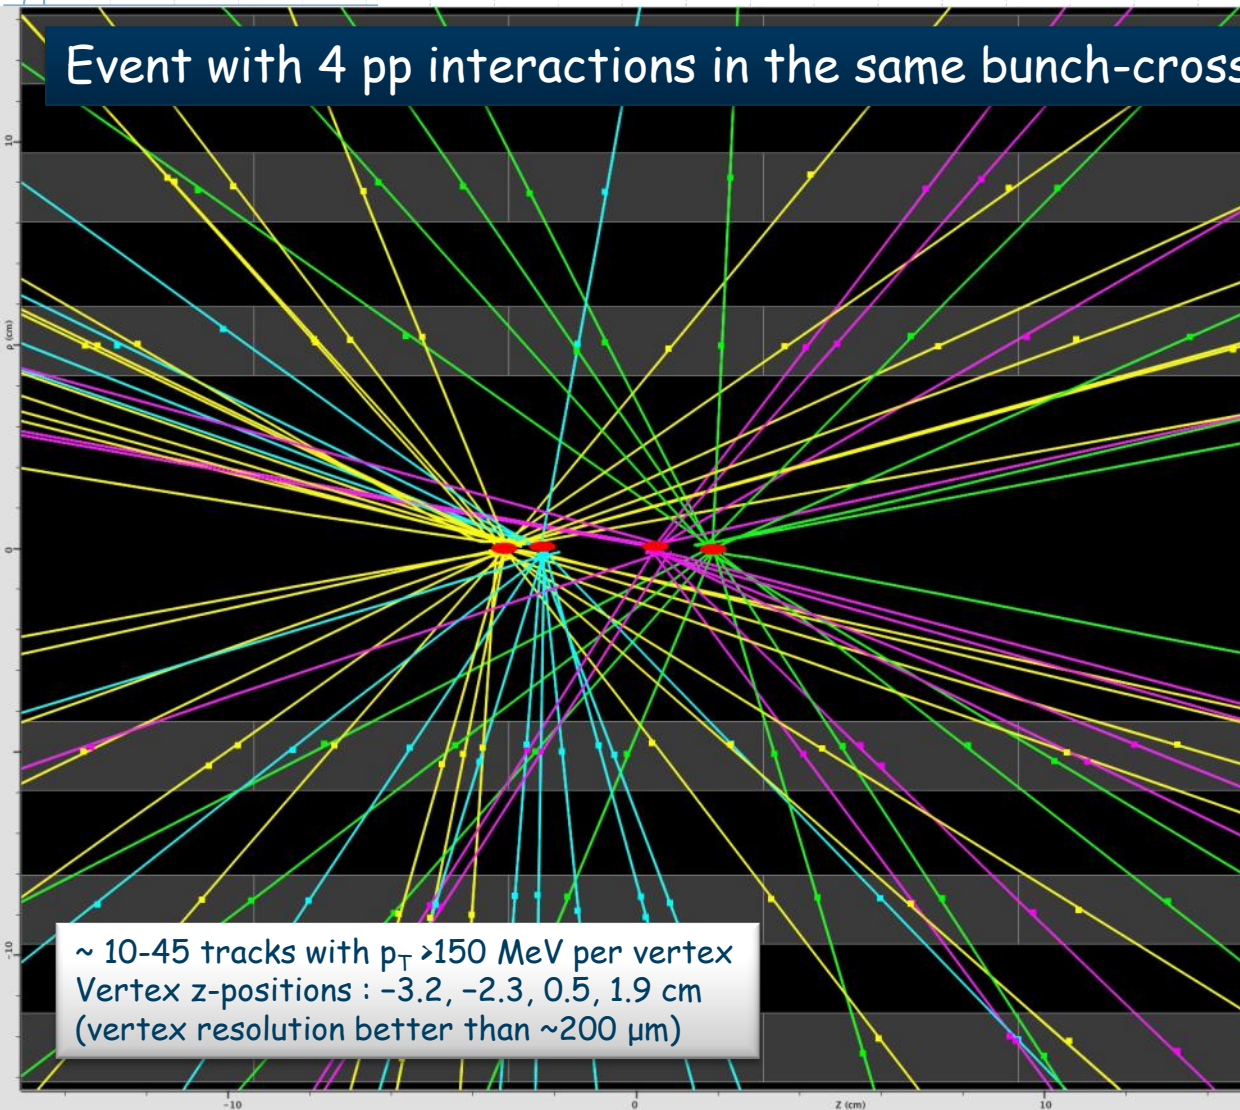 Event with 4 pp interactions in the same bunch-cross
10
ρ (cm)
0
-10
~ 10-45 tracks with pT >150 MeV per vertex
Vertex z-positions : −3.2, −2.3, 0.5, 1.9 cm
(vertex resolution better than ~200 μm)
-10
0
Z (cm)
10